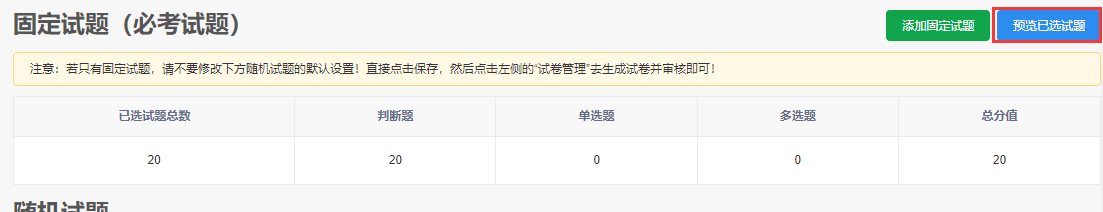 固定试题（必考试题）
添加固定试题 预览已选试题
注意：若只有固定试题，请不要修改下方随机试题的默认设置！直接点击保存，然后点击左侧的“试卷管理”去生成试卷并审核即可！
已选试题总数 判断题 单选题 多选题 总分值
20 20 0 0 20
随机试题